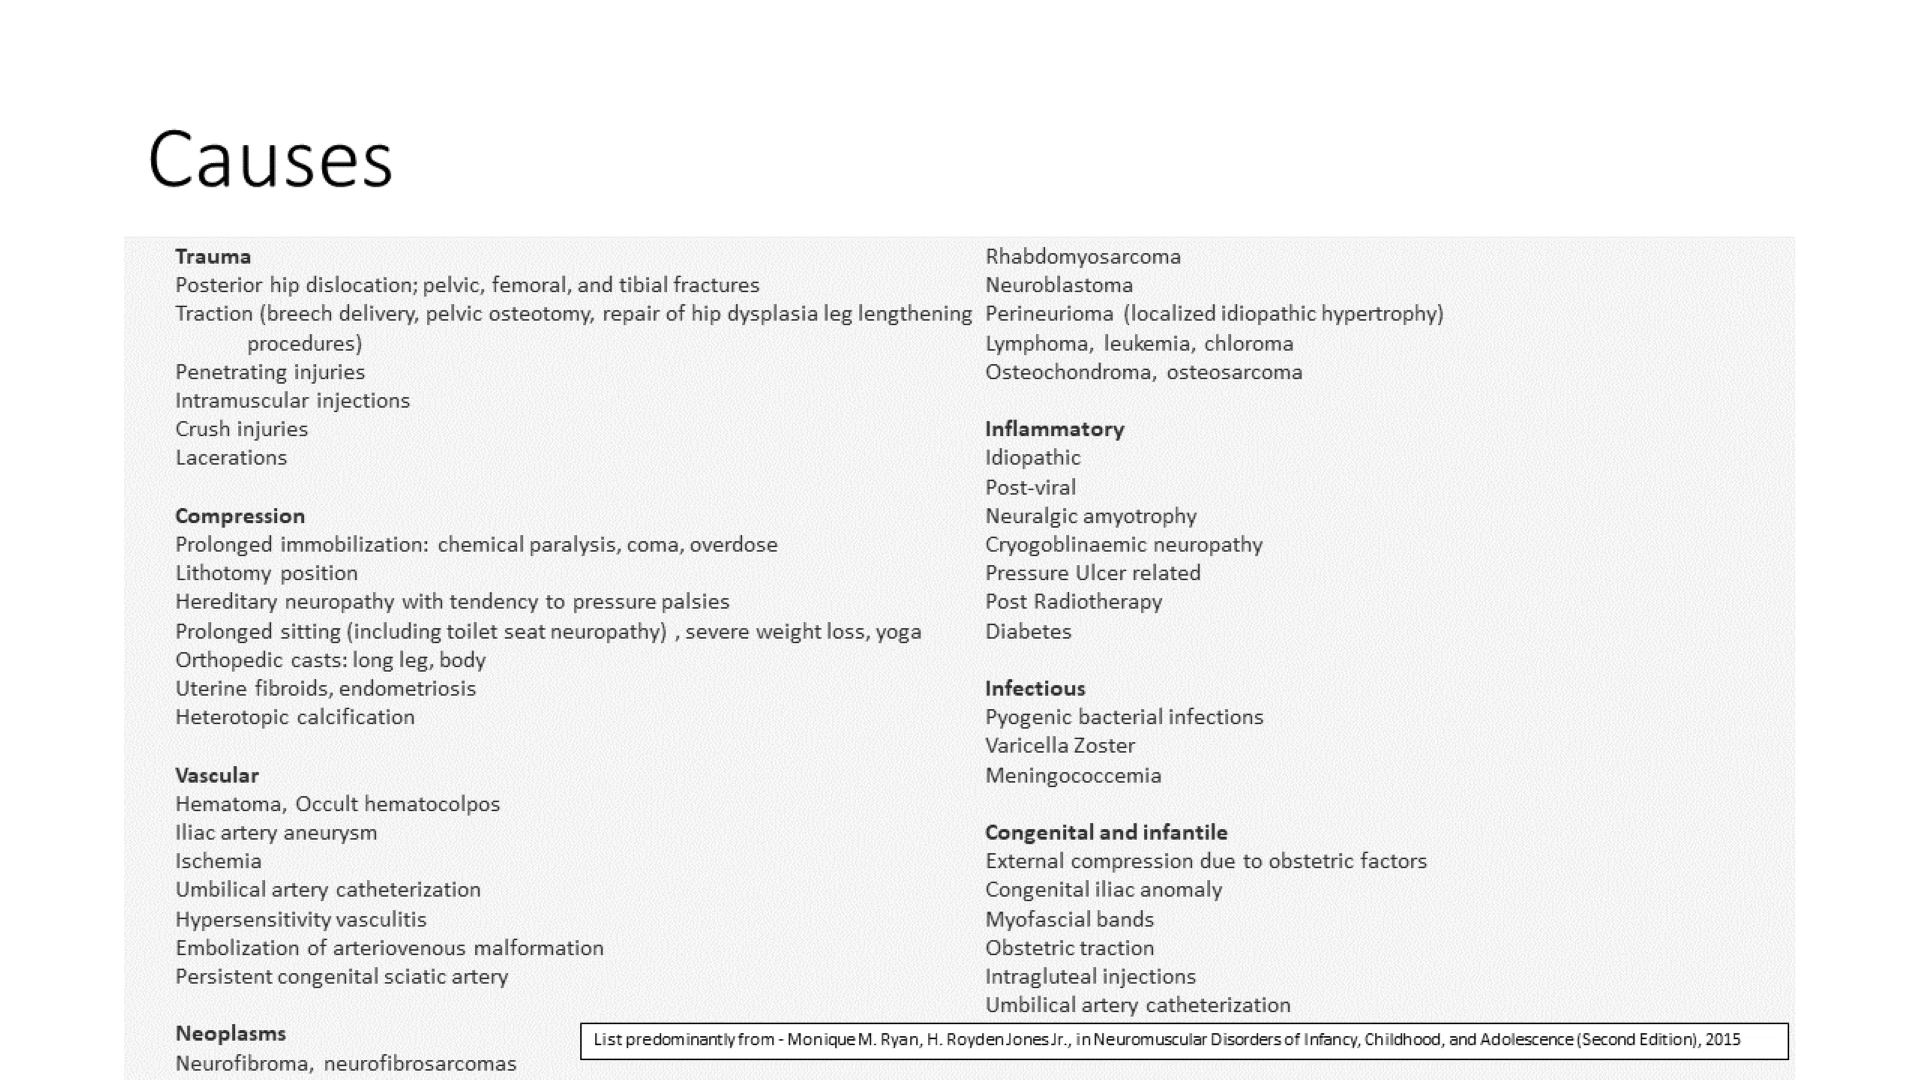 Causes
Trauma
Posterior hip dislocation; pelvic, femoral, and tibial fractures
Traction (breech delivery, pelvic osteotomy, repair of hip dysplasia leg lengthening
procedures)
Penetrating injuries
Intramuscular injections
Crush injuries
Lacerations
Compression
Prolonged immobilization: chemical paralysis, coma, overdose
Lithotomy position
Hereditary neuropathy with tendency to pressure palsies
Prolonged sitting (including toilet seat neuropathy) , severe weight loss, yoga
Orthopedic casts: long leg, body
Uterine fibroids, endometriosis
Heterotopic calcification
Vascular
Hematoma, Occult hematocolpos
Iliac artery aneurysm
Ischemia
Umbilical artery catheterization
Hypersensitivity vasculitis
Embolization of arteriovenous malformation
Persistent congenital sciatic artery
Neoplasms
Neurofibroma, neurofibrosarcomas
Rhabdomyosarcoma
Neuroblastoma
Perineurioma (localized idiopathic hypertrophy)
Lymphoma, leukemia, chloroma
Osteochondroma, osteosarcoma
Inflammatory
Idiopathic
Post-viral
Neuralgic amyotrophy
Cryogoblinaemic neuropathy
Pressure Ulcer related
Post Radiotherapy
Diabetes
Infectious
Pyogenic bacterial infections
Varicella Zoster
Meningococcemia
Congenital and infantile
External compression due to obstetric factors
Congenital iliac anomaly
Myofascial bands
Obstetric traction
Intragluteal injections
Umbilical artery catheterization
List predominantly from - Monique M. Ryan, H. Royden Jones Jr., in Neuromuscular Disorders of Infancy, Childhood, and Adolescence (Second Edition), 2015